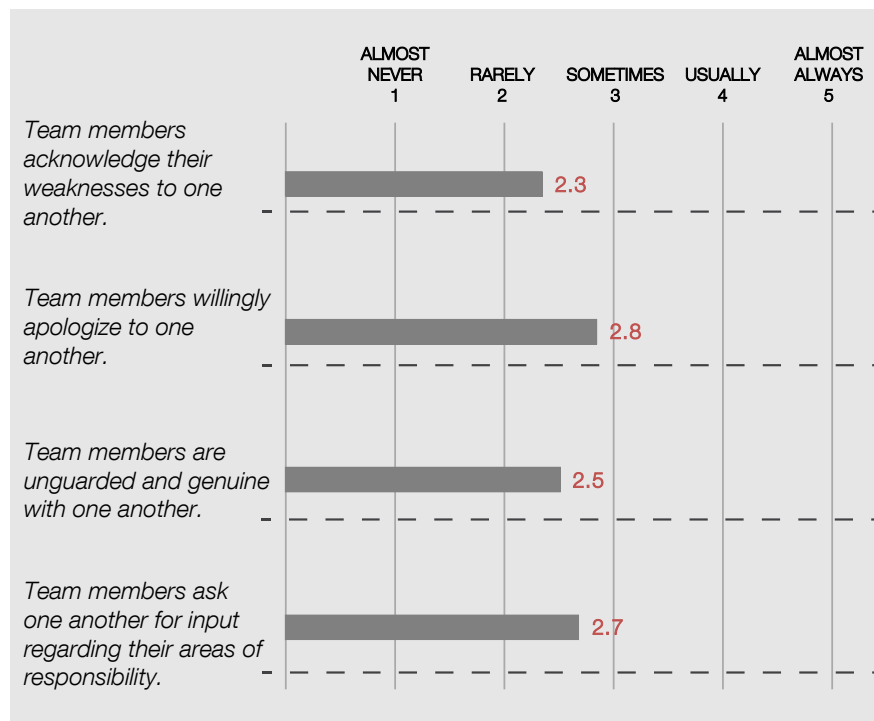 ALMOST
NEVER
1
RARELY
2
SOMETIMES
3
USUALLY
4
ALMOST
ALWAYS
5
Team members
acknowledge their
weaknesses to one
another.
2.3
Team members willingly
apologize to one
another.
2.8
Team members are
unguarded and genuine
with one another.
2.5
Team members ask
one another for input
regarding their areas of
responsibility.
2.7